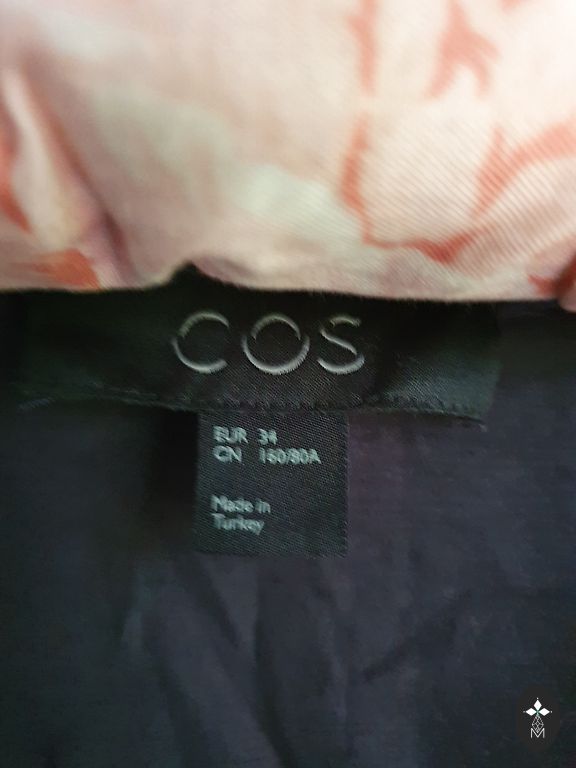 COS
EUR 34
CN 160/80A
Made in
Turkey
M